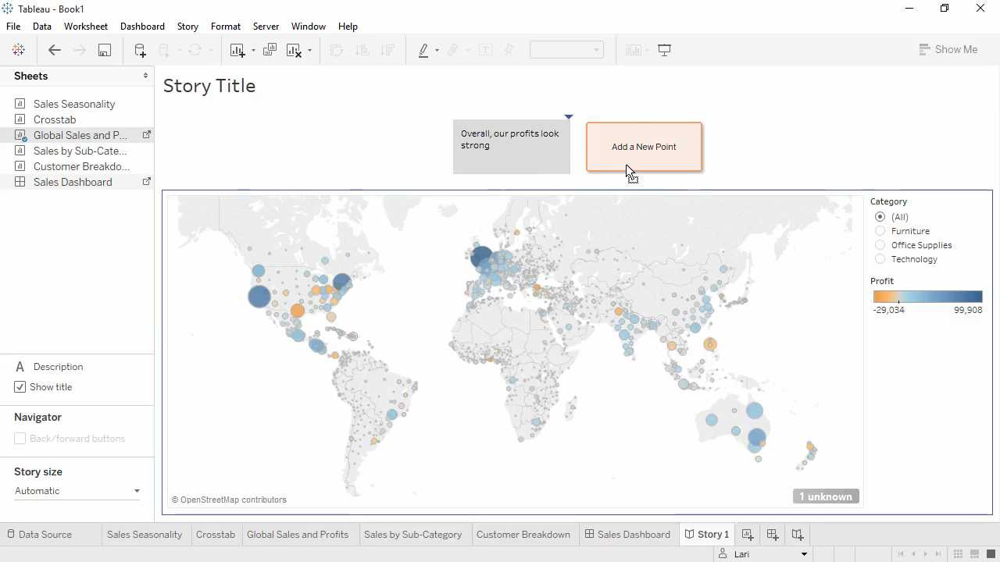 Tableau - Book1
File Data Worksheet Dashboard Story Format Server Window Help
Show Me
Sheets
Sales Seasonality
Crosstab
Global Sales and P...
Sales by Sub-Cate...
Customer Breakdo...
Sales Dashboard
A Description
Show title
Navigator
Back/forward buttons
Story size
Automatic
Story Title
Overall, our profits look
strong
Add a New Point
Category
(All)
Furniture
Office Supplies
Technology
Profit
-29,034 99,908
© OpenStreetMap contributors
1 unknown
Data Source Sales Seasonality Crosstab Global Sales and Profits Sales by Sub-Category Customer Breakdown Sales Dashboard Story 1
Lari